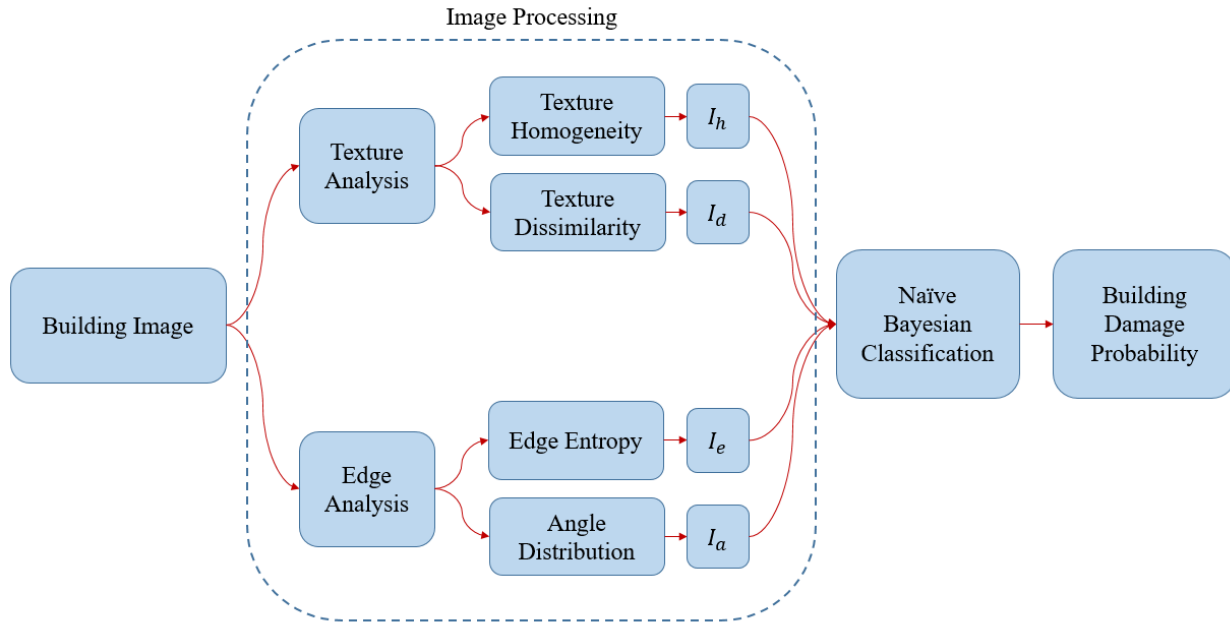 Image Processing
Texture
Homogeneity
I_h
Texture
Analysis
Texture
Dissimilarity
I_d
Building Image
Naïve
Bayesian
Classification
Building
Damage
Probability
Edge Entropy
I_e
Edge
Analysis
Angle
Distribution
I_a